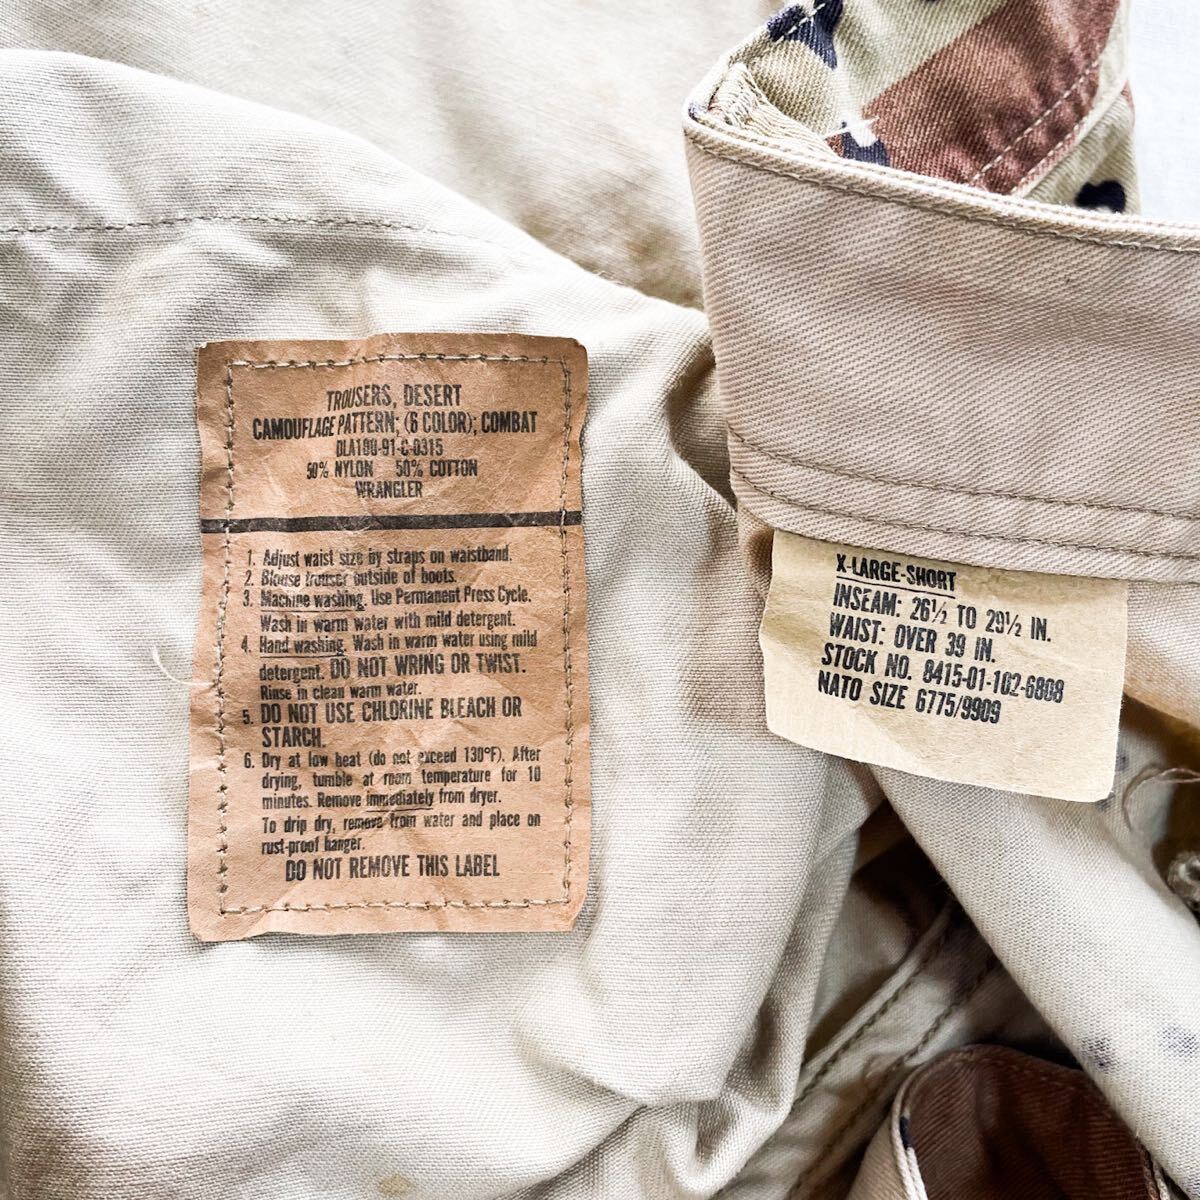 TROUSERS, DESERT
CAMOUFLAGE PATTERN; (6 COLOR); COMBAT
DLA100-91-C-0315
50% NYLON 50% COTTON
WRANGLER
1. Adjust waist size by straps on waistband.
2. Blouse trouser outside of boots.
3. Machine washing. Use Permanent Press Cycle.
Wash in warm water with mild detergent.
4. Hand washing. Wash in warm water using mild
detergent. DO NOT WRING OR TWIST.
Rinse in clean warm water.
5. DO NOT USE CHLORINE BLEACH OR
STARCH.
6. Dry at low heat (do not exceed 130°F). After
drying, tumble at room temperature for 10
minutes. Remove immediately from dryer.
To drip dry, remove from water and place on
rust-proof hanger.
DO NOT REMOVE THIS LABEL
X-LARGE-SHORT
INSEAM: 26½ TO 29½ IN.
WAIST: OVER 39 IN.
STOCK NO. 8415-01-102-6808
NATO SIZE 6775/9909